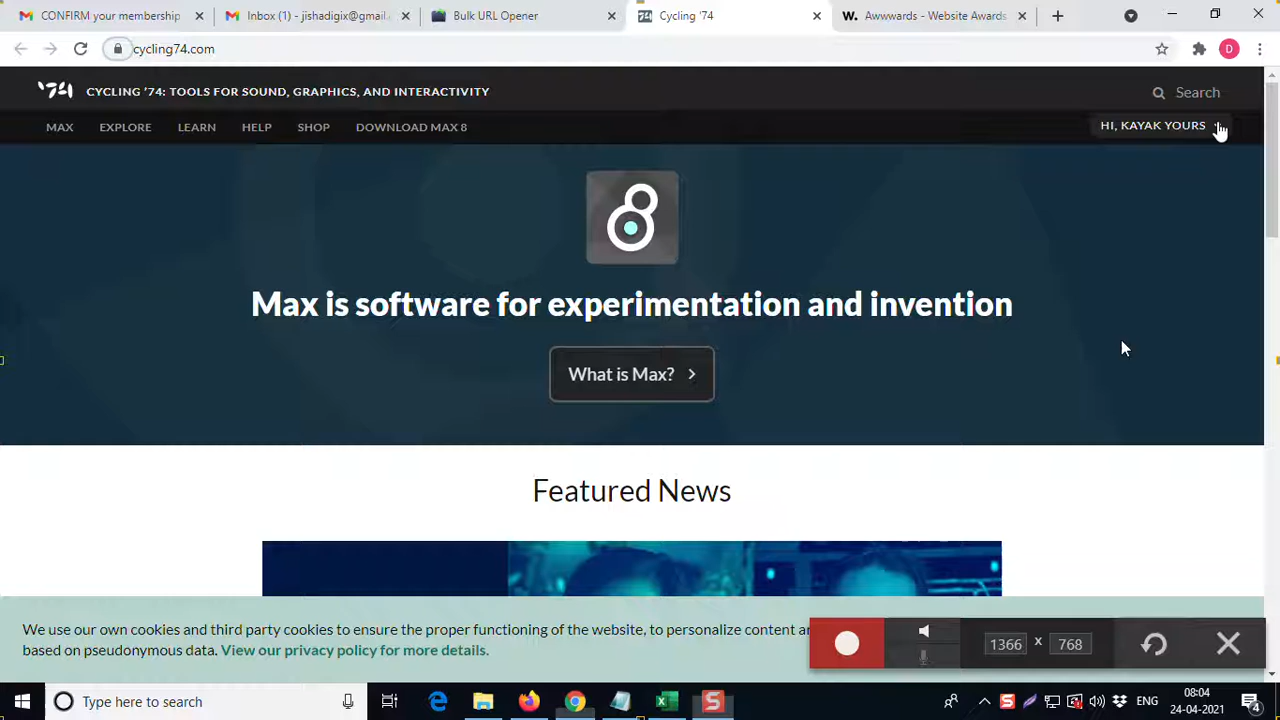 CONFIRM your membership
Inbox (1) - jishadigix@gmail
Bulk URL Opener
Cycling '74
W. Awwwards - Website Awards
cycling74.com
D
'74 CYCLING '74: TOOLS FOR SOUND, GRAPHICS, AND INTERACTIVITY
Search
MAX EXPLORE LEARN HELP SHOP DOWNLOAD MAX 8
HI, KAYAK YOURS
Max is software for experimentation and invention
What is Max?
Featured News
We use our own cookies and third party cookies to ensure the proper functioning of the website, to personalize content
based on pseudonymous data. View our privacy policy for more details.
1366 x 768
Type here to search
ENG
08:04
24-04-2021
4